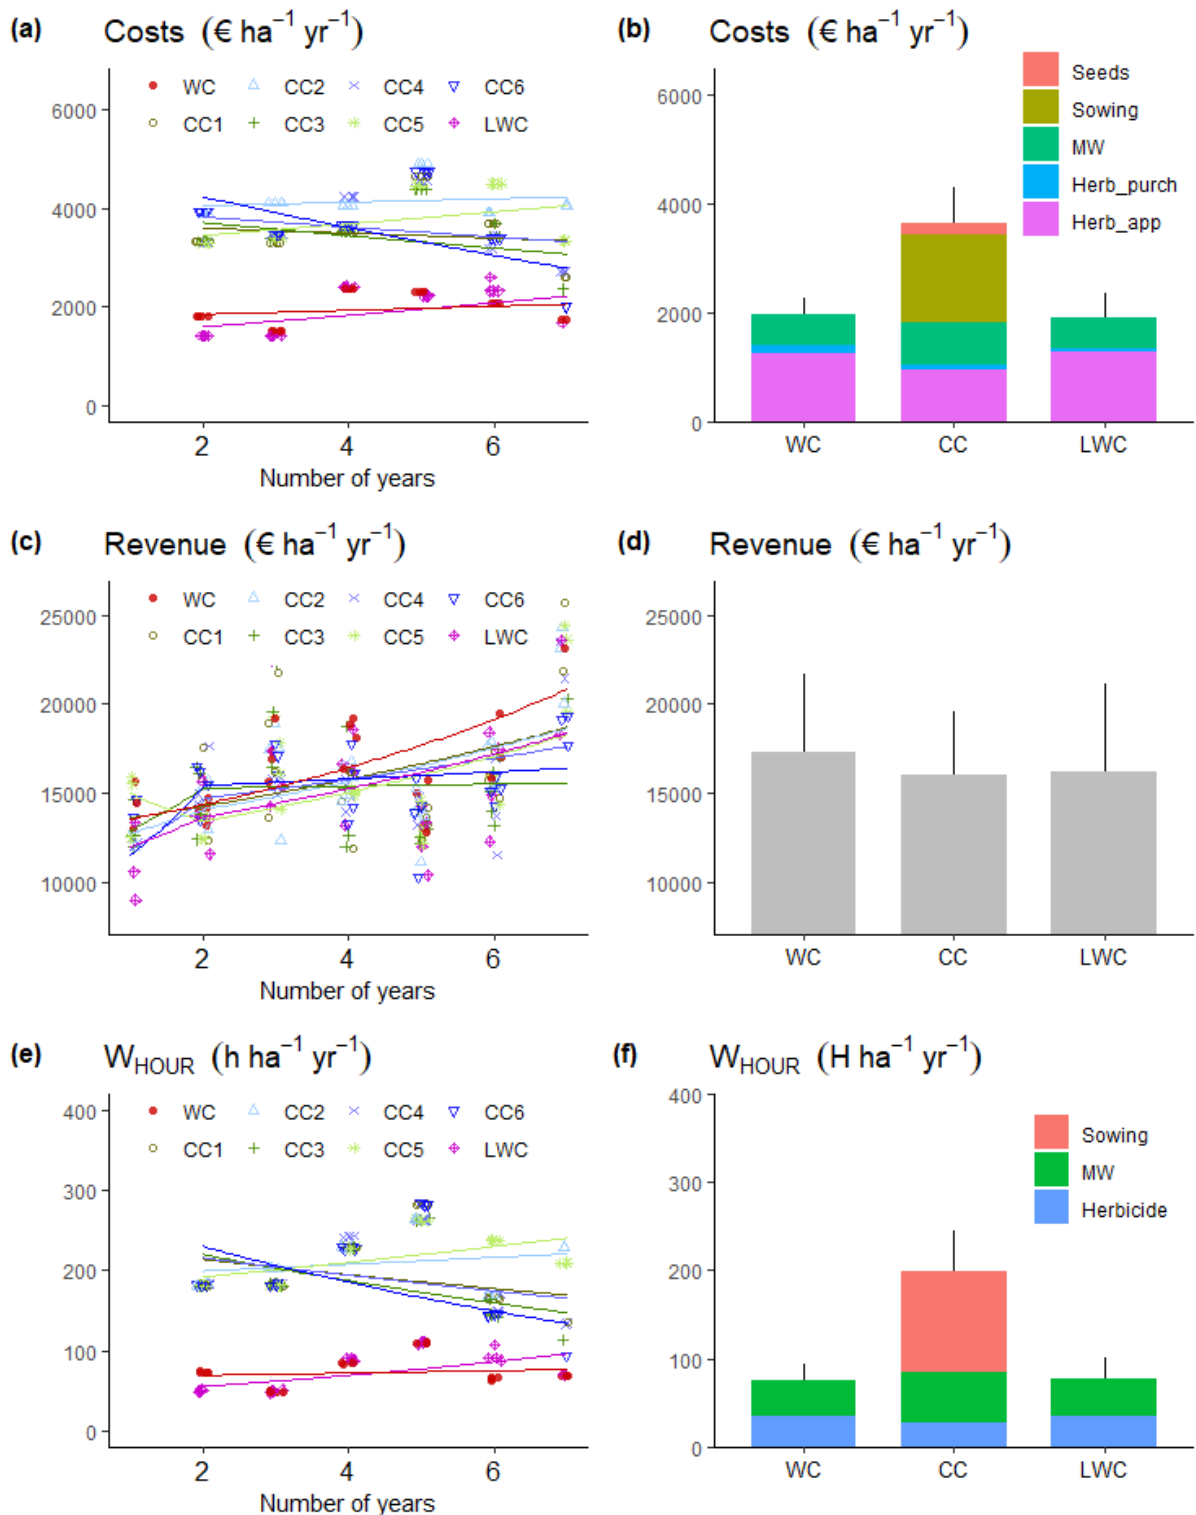 (a) Costs (€ ha−1 yr−1)
WC CC2 CC4 CC6
CC1 CC3 CC5 LWC
6000
4000
2000
0
2 4 6
Number of years
(b) Costs (€ ha−1 yr−1)
Seeds
Sowing
MW
Herb_purch
Herb_app
6000
4000
2000
0
WC CC LWC
(c) Revenue (€ ha−1 yr−1)
WC CC2 CC4 CC6
CC1 CC3 CC5 LWC
25000
20000
15000
10000
2 4 6
Number of years
(d) Revenue (€ ha−1 yr−1)
25000
20000
15000
10000
WC CC LWC
(e) WHOUR (h ha−1 yr−1)
WC CC2 CC4 CC6
CC1 CC3 CC5 LWC
400
300
200
100
0
2 4 6
Number of years
(f) WHOUR (H ha−1 yr−1)
Sowing
MW
Herbicide
400
300
200
100
0
WC CC LWC